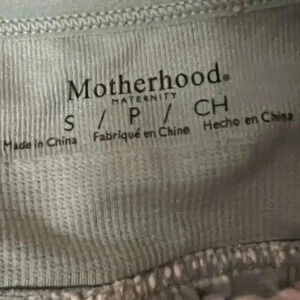 Motherhood®
MATERNITY
S / P / CH
Made in China Fabriqué en Chine Hecho en China